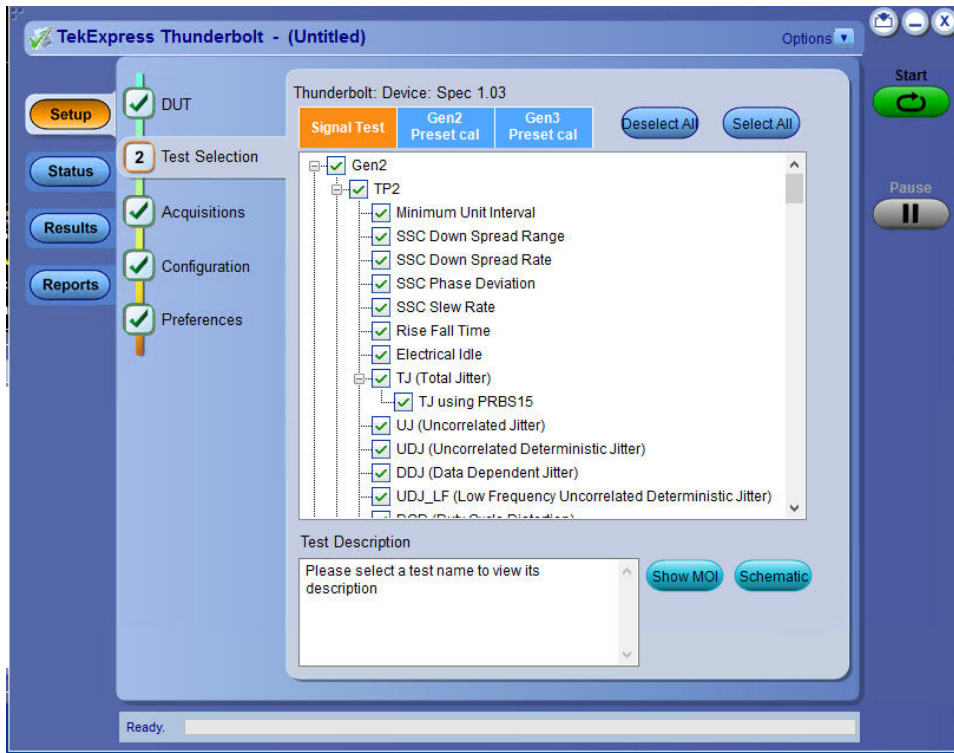 TekExpress Thunderbolt - (Untitled)
Options
X
Start
Pause
Setup
Status
Results
Reports
DUT
2
Test Selection
Acquisitions
Configuration
Preferences
Thunderbolt: Device: Spec 1.03
Signal Test
Gen2
Preset cal
Gen3
Preset cal
Deselect All
Select All
Gen2
TP2
Minimum Unit Interval
SSC Down Spread Range
SSC Down Spread Rate
SSC Phase Deviation
SSC Slew Rate
Rise Fall Time
Electrical Idle
TJ (Total Jitter)
TJ using PRBS15
UJ (Uncorrelated Jitter)
UDJ (Uncorrelated Deterministic Jitter)
DDJ (Data Dependent Jitter)
UDJ_LF (Low Frequency Uncorrelated Deterministic Jitter)
DCD (Duty Cycle Distortion)
Test Description
Please select a test name to view its
description
Show MOI
Schematic
Ready.